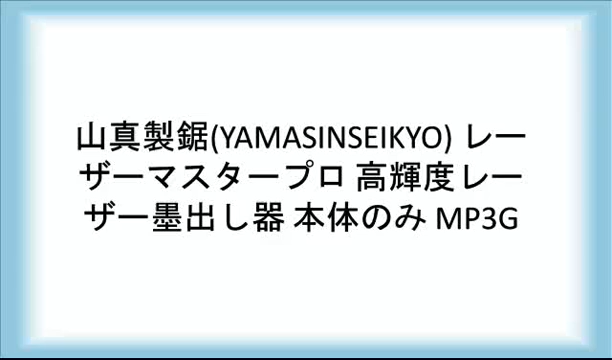 山真製鋸(YAMASINSEIKYO) レー
ザーマスタープロ 高輝度レー
ザー墨出し器 本体のみ MP3G